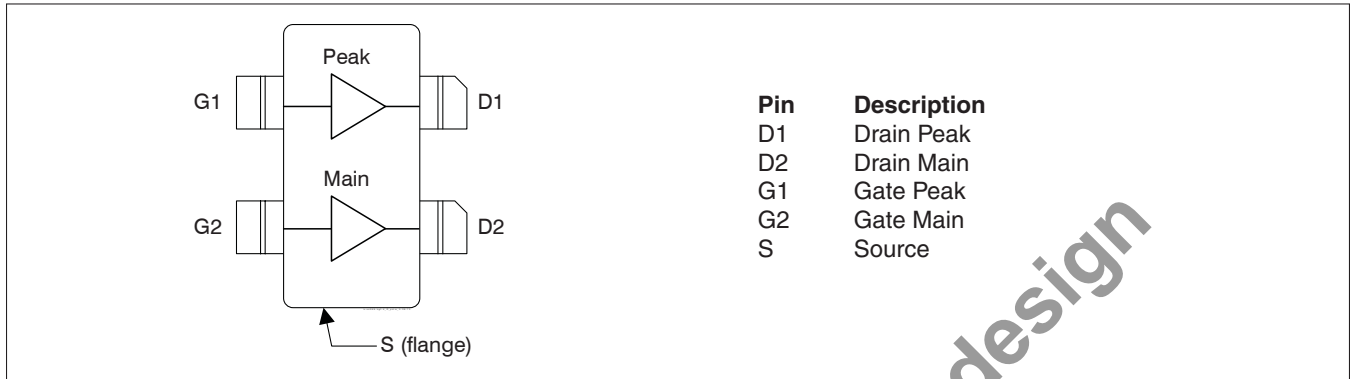 Peak
G1
D1
Main
G2
D2
S (flange)
Pin Description
D1 Drain Peak
D2 Drain Main
G1 Gate Peak
G2 Gate Main
S Source
design